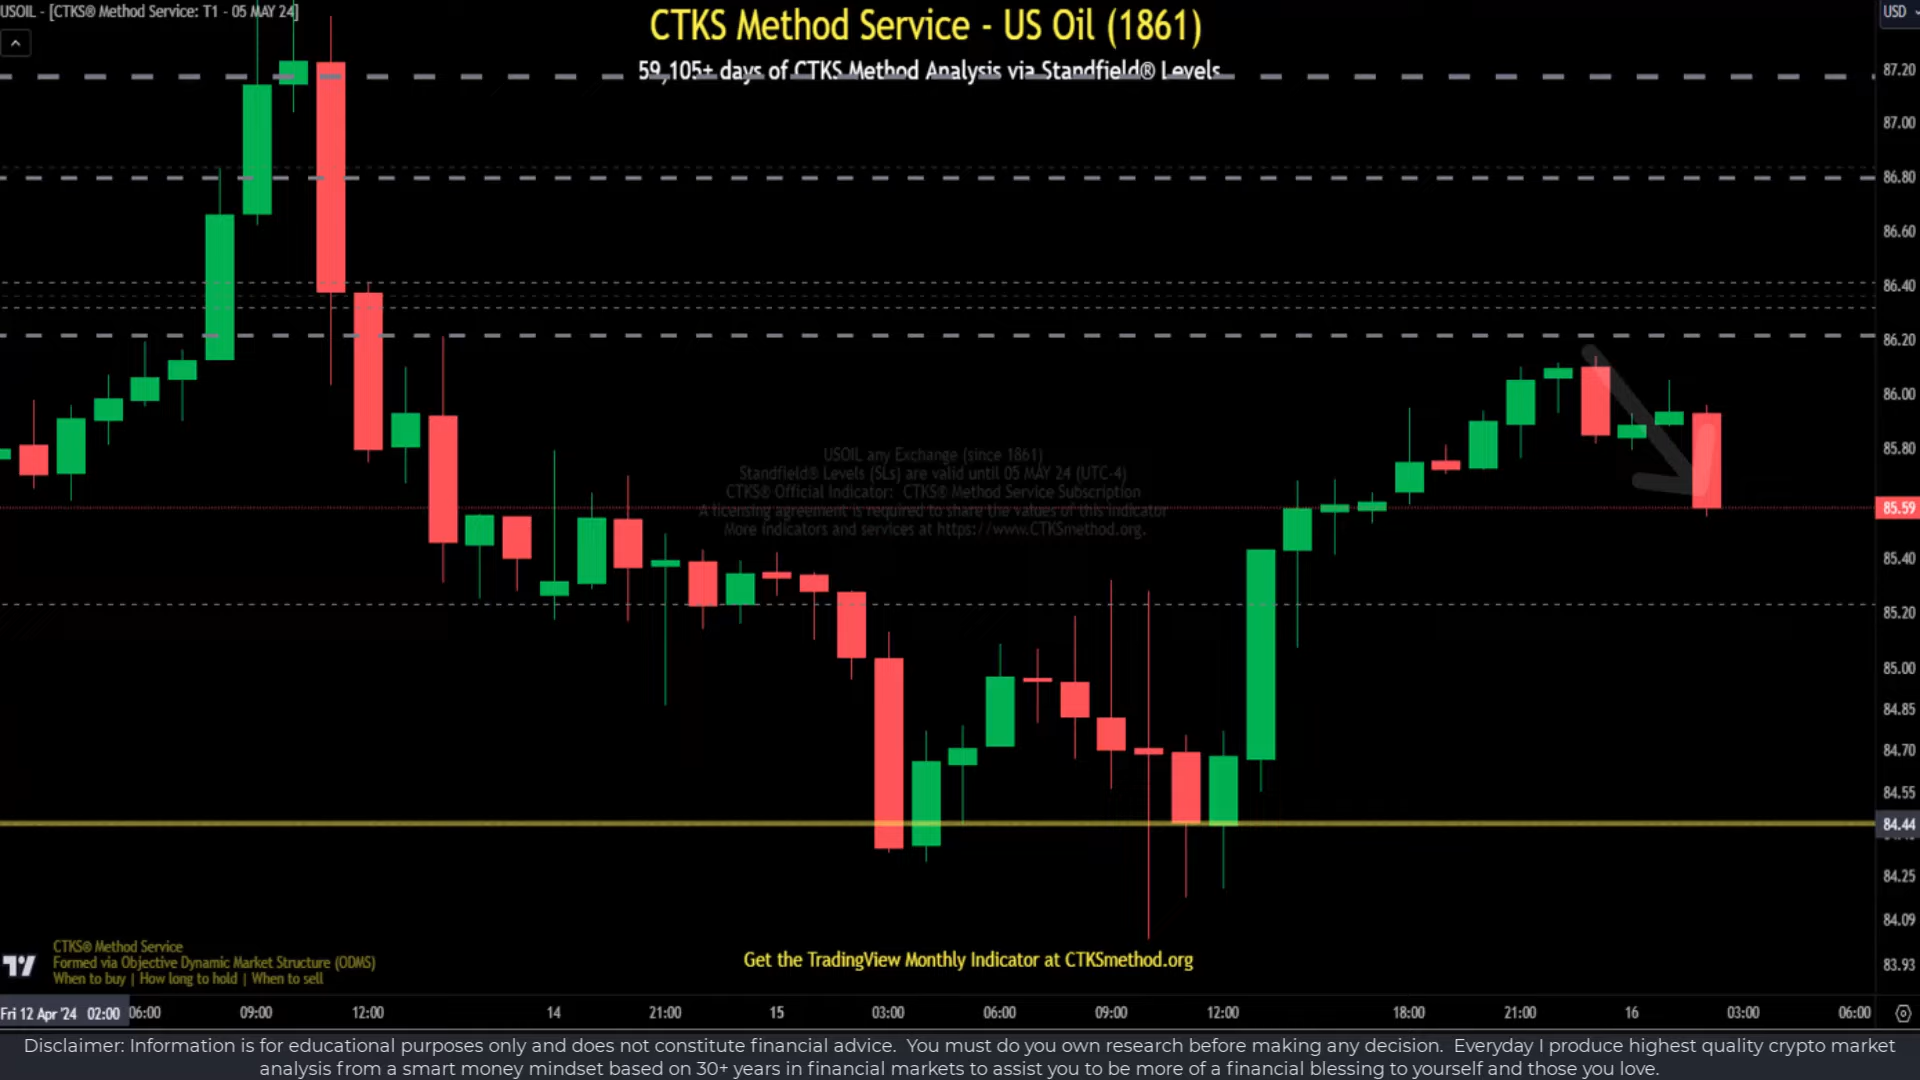 USOIL - [CTKS® Method Service: T1 - 05 MAY 24]
CTKS Method Service - US Oil (1861)
59,105+ days of CTKS Method Analysis via Standfield® Levels
USD
87.20
87.00
86.80
86.60
86.40
86.20
86.00
85.80
85.59
85.40
85.20
85.00
84.85
84.70
84.55
84.44
84.25
84.09
83.93
USOIL any Exchange (since 1861)
Standfield® Levels (SLs) are valid until 05 MAY 24 (UTC-4)
CTKS® Official Indicator: CTKS® Method Service Subscription
A licensing agreement is required to share the values of this indicator
More indicators and services at https://www.CTKSmethod.org.
CTKS® Method Service
Formed via Objective Dynamic Market Structure (ODMS)
When to buy | How long to hold | When to sell
Get the TradingView Monthly Indicator at CTKSmethod.org
Fri 12 Apr '24 02:00 06:00 09:00 12:00 14 21:00 15 03:00 06:00 09:00 12:00 18:00 21:00 16 03:00 06:00
Disclaimer: Information is for educational purposes only and does not constitute financial advice. You must do you own research before making any decision. Everyday I produce highest quality crypto market
analysis from a smart money mindset based on 30+ years in financial markets to assist you to be more of a financial blessing to yourself and those you love.